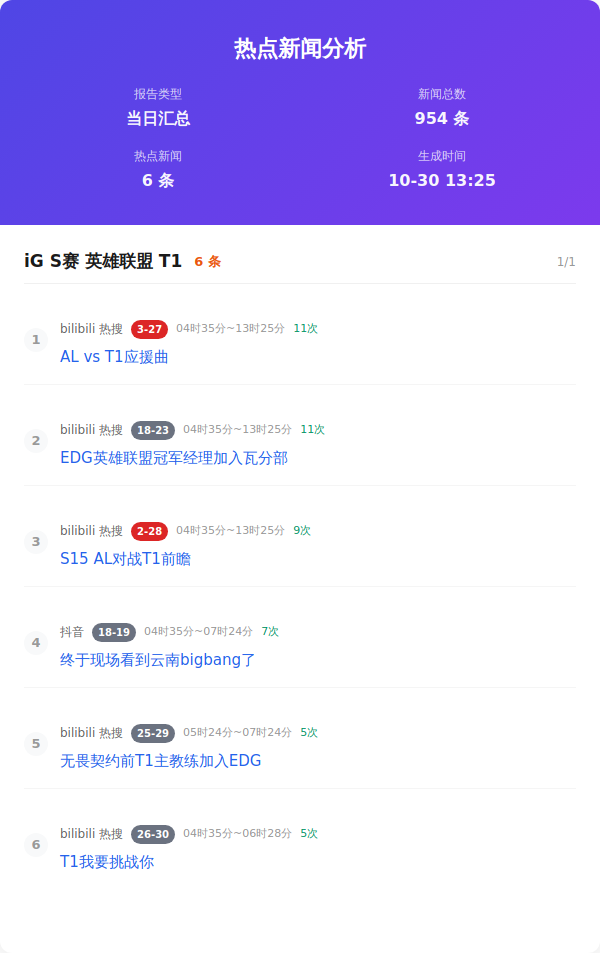 热点新闻分析
报告类型
新闻总数
当日汇总
954 条
热点新闻
生成时间
6 条
10-30 13:25
iG S赛 英雄联盟 T1 6 条 1/1
1
bilibili 热搜 3-27 04时35分~13时25分 11次
AL vs T1应援曲
2
bilibili 热搜 18-23 04时35分~13时25分 11次
EDG英雄联盟冠军经理加入瓦分部
3
bilibili 热搜 2-28 04时35分~13时25分 9次
S15 AL对战T1前瞻
4
抖音 18-19 04时35分~07时24分 7次
终于现场看到云南bigbang了
5
bilibili 热搜 25-29 05时24分~07时24分 5次
无畏契约前T1主教练加入EDG
6
bilibili 热搜 26-30 04时35分~06时28分 5次
T1我要挑战你